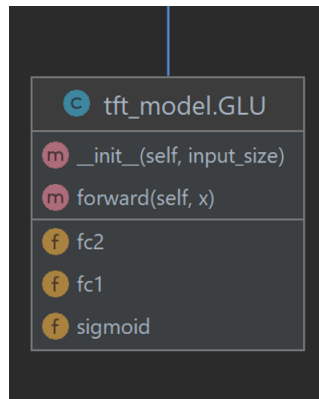 C tft_model.GLU
m __init__(self, input_size)
m forward(self, x)
f fc2
f fc1
f sigmoid